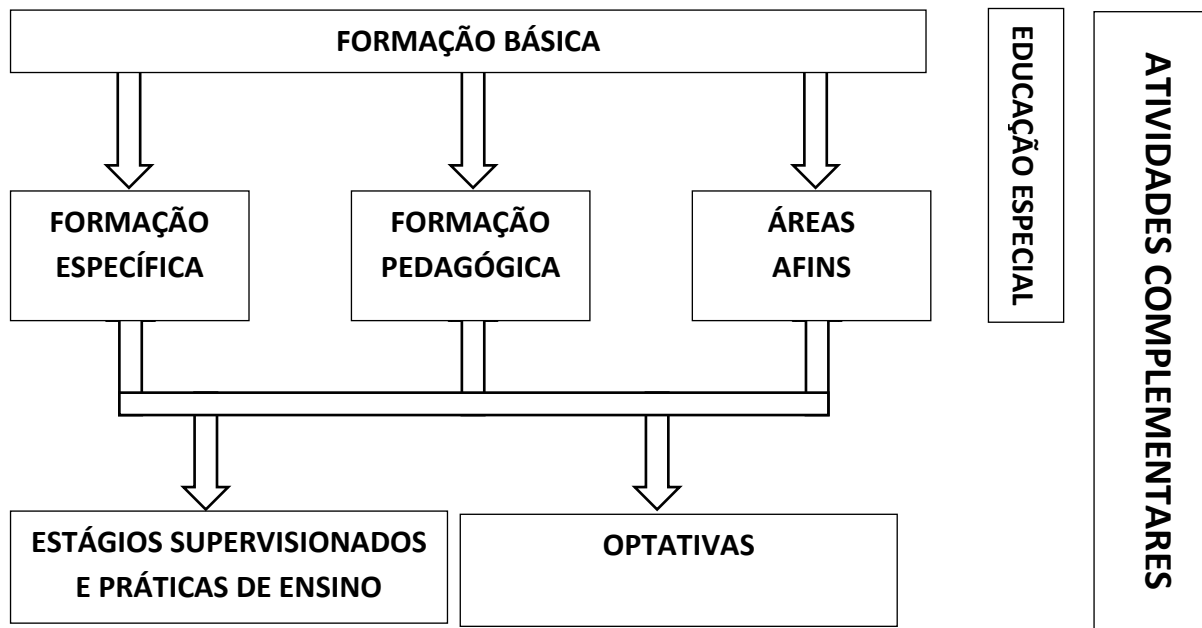 FORMAÇÃO BÁSICA
FORMAÇÃO
ESPECÍFICA
FORMAÇÃO
PEDAGÓGICA
ÁREAS
AFINS
ESTÁGIOS SUPERVISIONADOS
E PRÁTICAS DE ENSINO
OPTATIVAS
EDUCAÇÃO ESPECIAL
ATIVIDADES COMPLEMENTARES